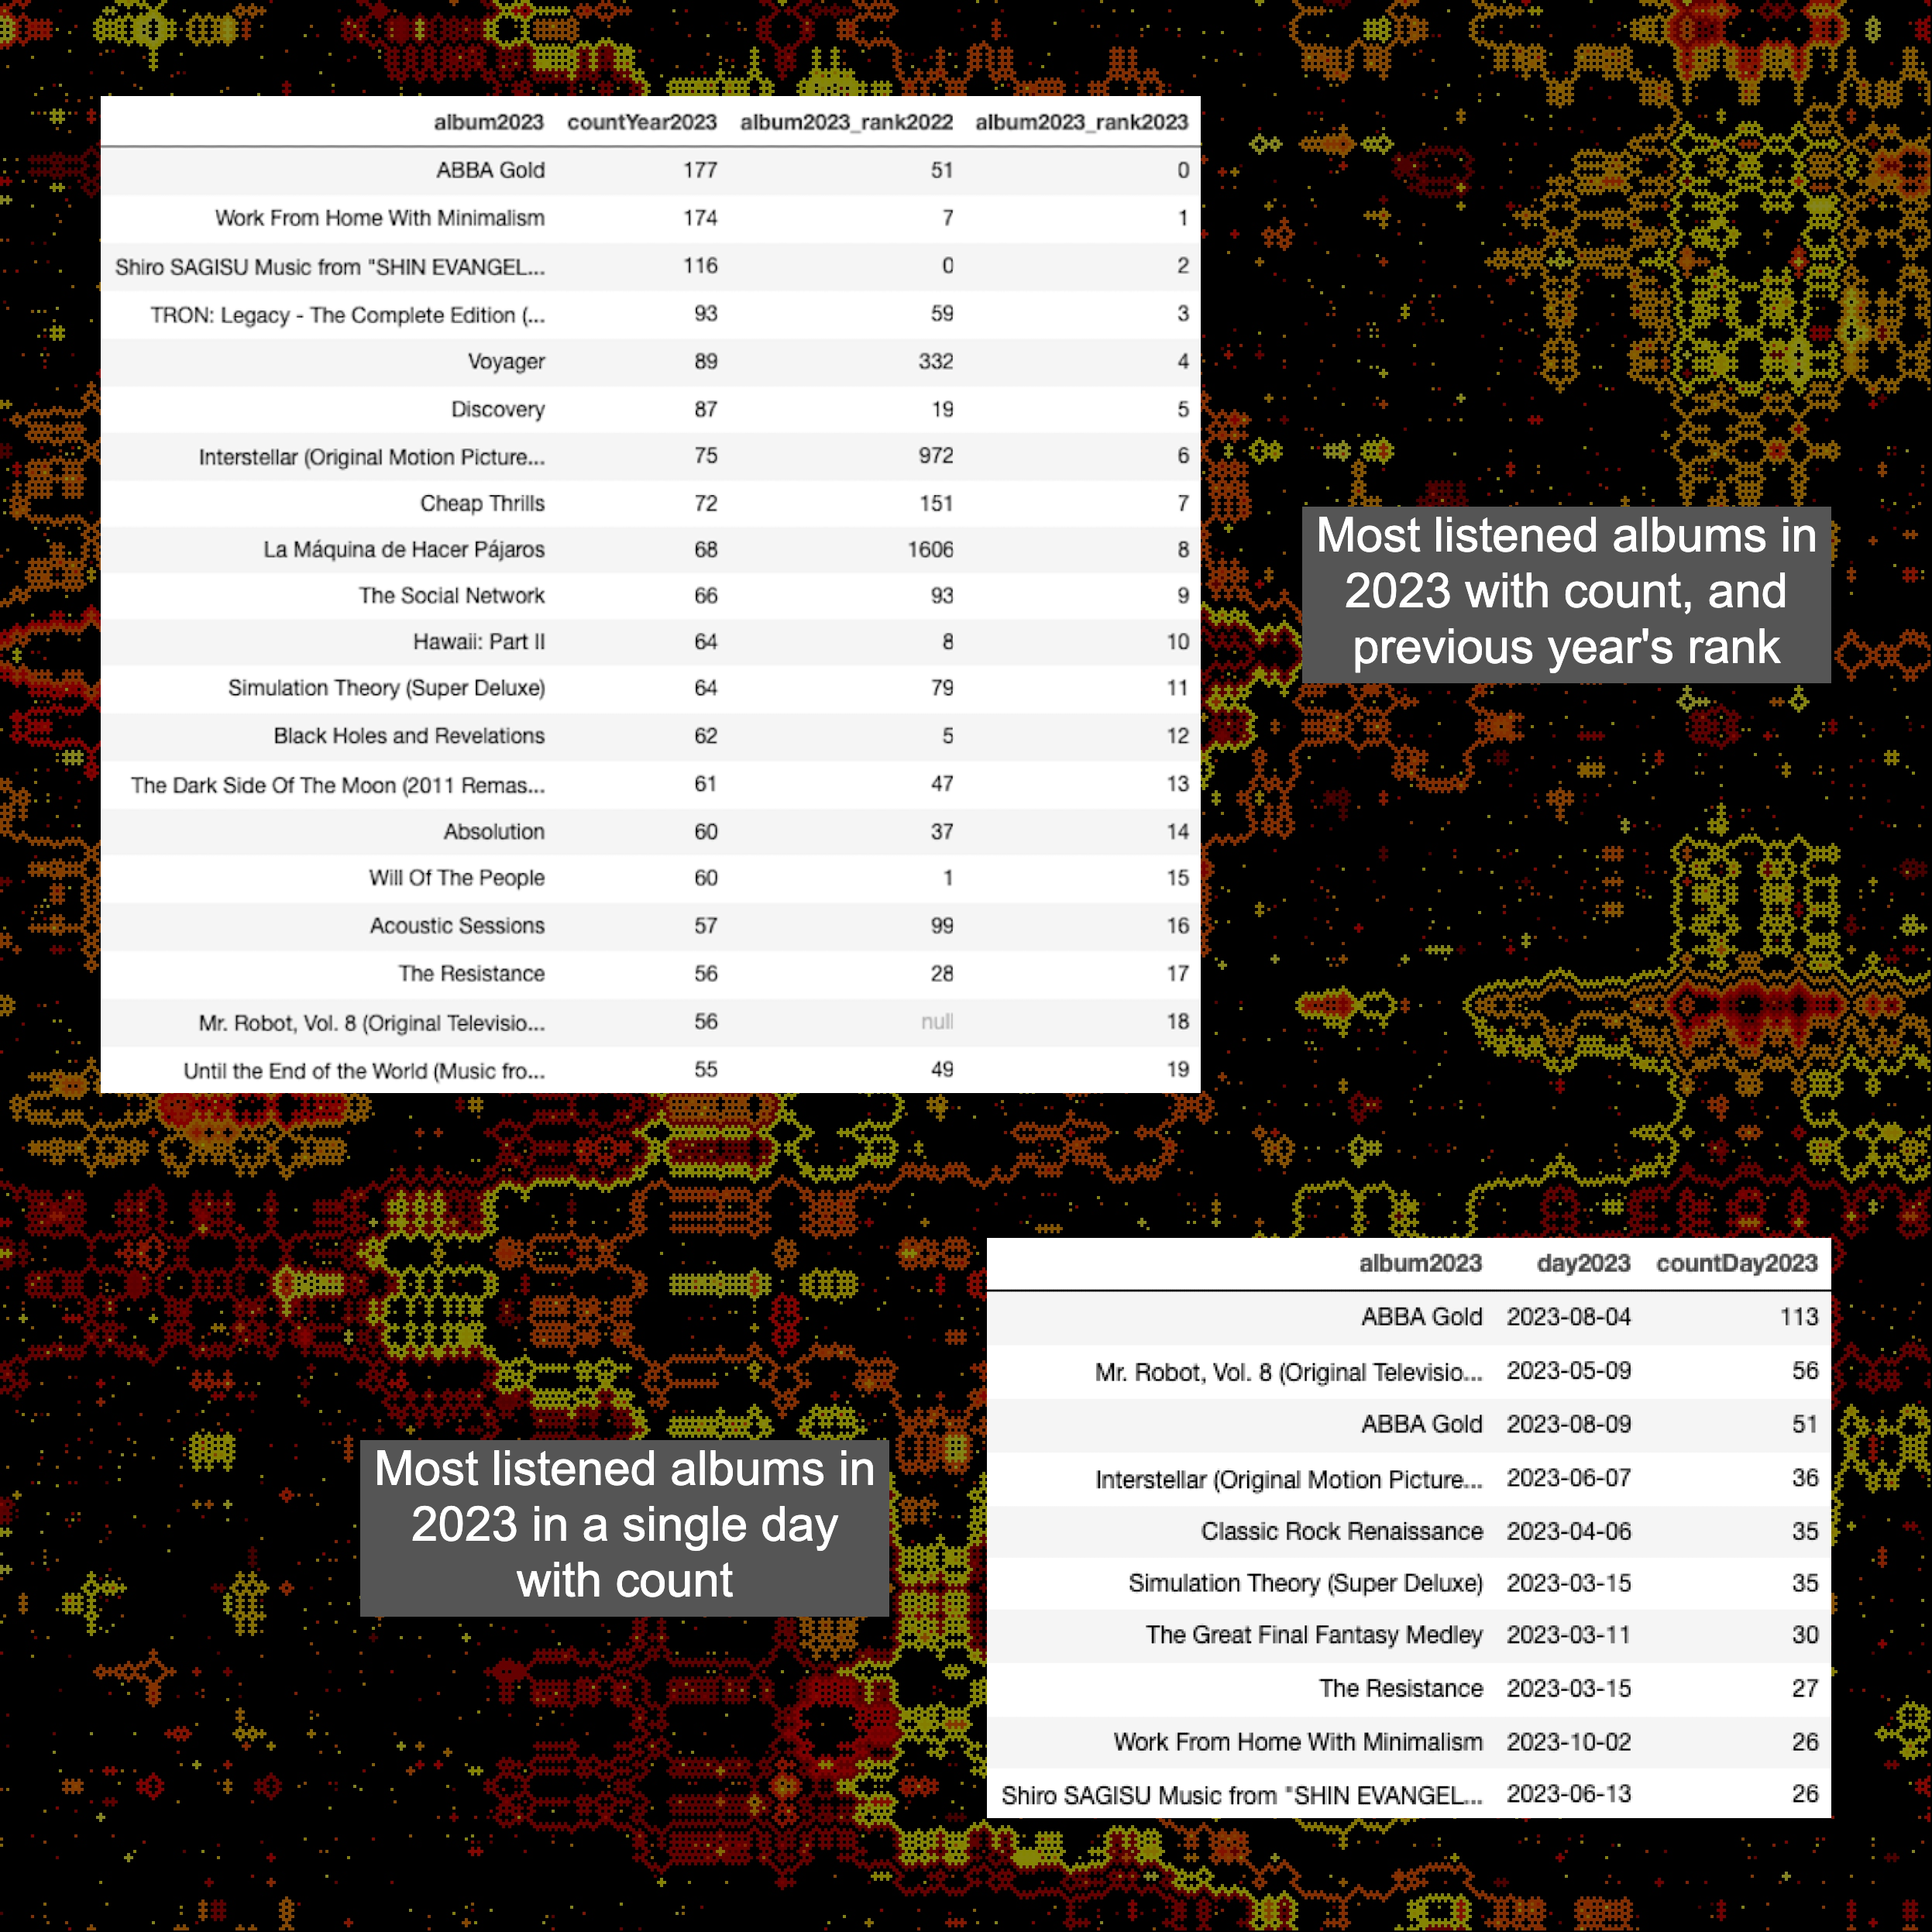 album2023 countYear2023 album2023_rank2022 album2023_rank2023
ABBA Gold 177 51 0
Work From Home With Minimalism 174 7 1
Shiro SAGISU Music from "SHIN EVANGEL... 116 0 2
TRON: Legacy - The Complete Edition (... 93 59 3
Voyager 89 332 4
Discovery 87 19 5
Interstellar (Original Motion Picture... 75 972 6
Cheap Thrills 72 151 7
La Máquina de Hacer Pájaros 68 1606 8
The Social Network 66 93 9
Hawaii: Part II 64 8 10
Simulation Theory (Super Deluxe) 64 79 11
Black Holes and Revelations 62 5 12
The Dark Side Of The Moon (2011 Remas... 61 47 13
Absolution 60 37 14
Will Of The People 60 1 15
Acoustic Sessions 57 99 16
The Resistance 56 28 17
Mr. Robot, Vol. 8 (Original Televisio... 56 null 18
Until the End of the World (Music fro... 55 49 19
Most listened albums in
2023 with count, and
previous year's rank
Most listened albums in
2023 in a single day
with count
album2023 day2023 countDay2023
ABBA Gold 2023-08-04 113
Mr. Robot, Vol. 8 (Original Televisio... 2023-05-09 56
ABBA Gold 2023-08-09 51
Interstellar (Original Motion Picture... 2023-06-07 36
Classic Rock Renaissance 2023-04-06 35
Simulation Theory (Super Deluxe) 2023-03-15 35
The Great Final Fantasy Medley 2023-03-11 30
The Resistance 2023-03-15 27
Work From Home With Minimalism 2023-10-02 26
Shiro SAGISU Music from "SHIN EVANGEL... 2023-06-13 26